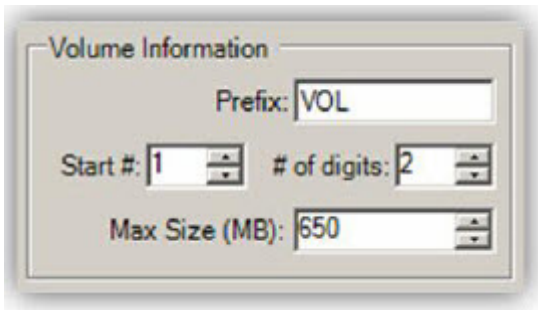 Volume Information
Prefix: VOL
Start #: 1 # of digits: 2
Max Size (MB): 650